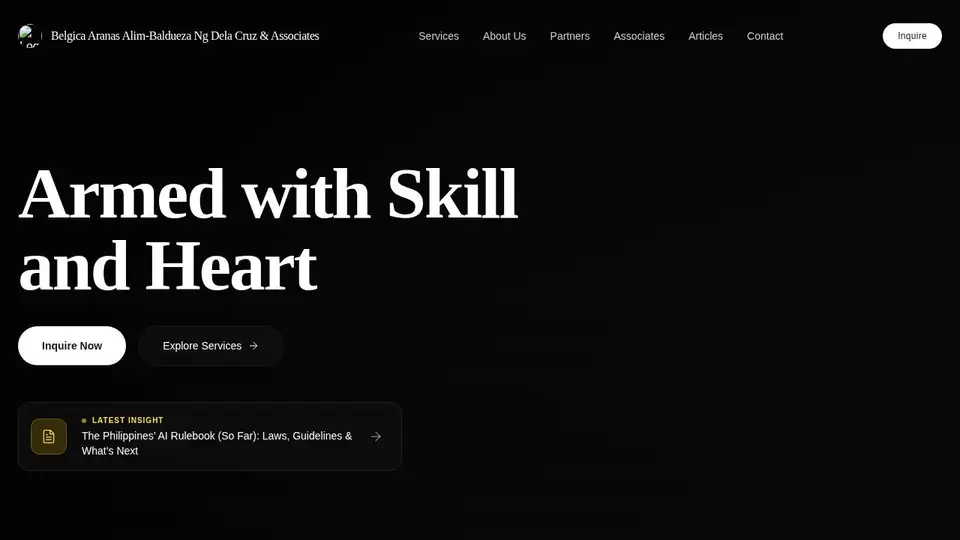 Belgica Aranas Alim-Baldueza Ng Dela Cruz & Associates
Services
About Us
Partners
Associates
Articles
Contact
Inquire
Armed with Skill
and Heart
Inquire Now
Explore Services
LATEST INSIGHT
The Philippines' AI Rulebook (So Far): Laws, Guidelines &
What's Next